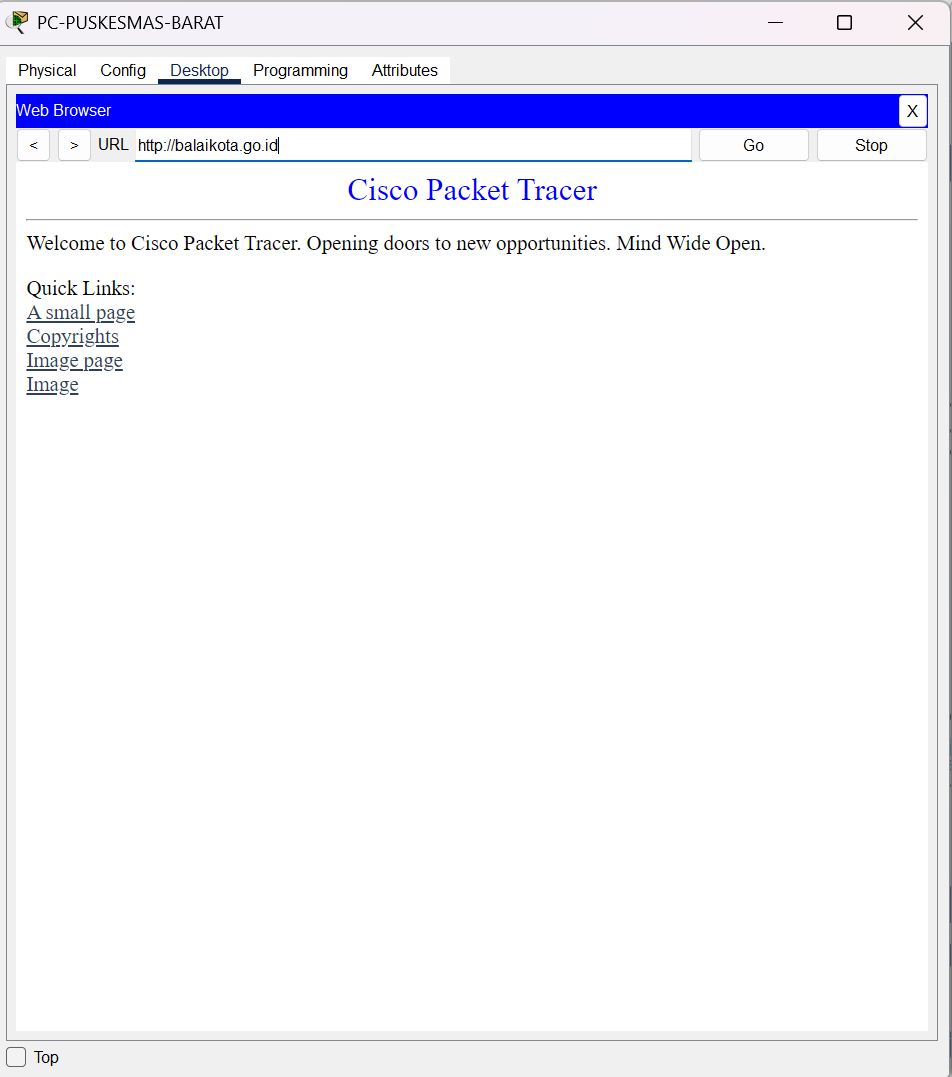 PC-PUSKESMAS-BARAT
Physical Config Desktop Programming Attributes
Web Browser X
< > URL http://balaikota.go.id Go Stop
Cisco Packet Tracer
Welcome to Cisco Packet Tracer. Opening doors to new opportunities. Mind Wide Open.
Quick Links:
A small page
Copyrights
Image page
Image
Top